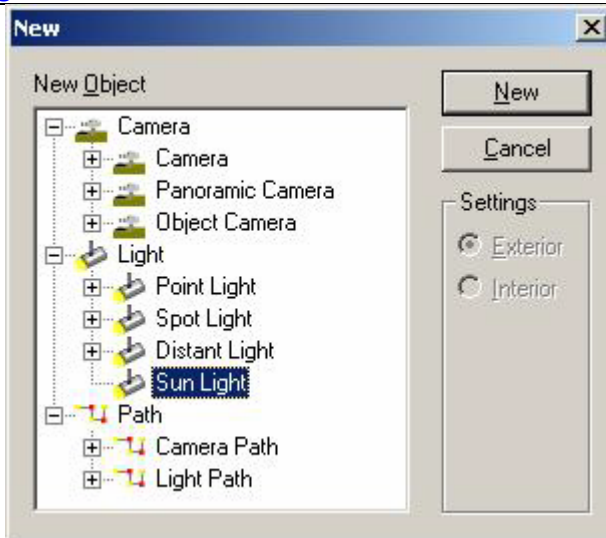 New
New Object
Camera
Camera
Panoramic Camera
Object Camera
Light
Point Light
Spot Light
Distant Light
Sun Light
Path
Camera Path
Light Path
New
Cancel
Settings
Exterior
Interior